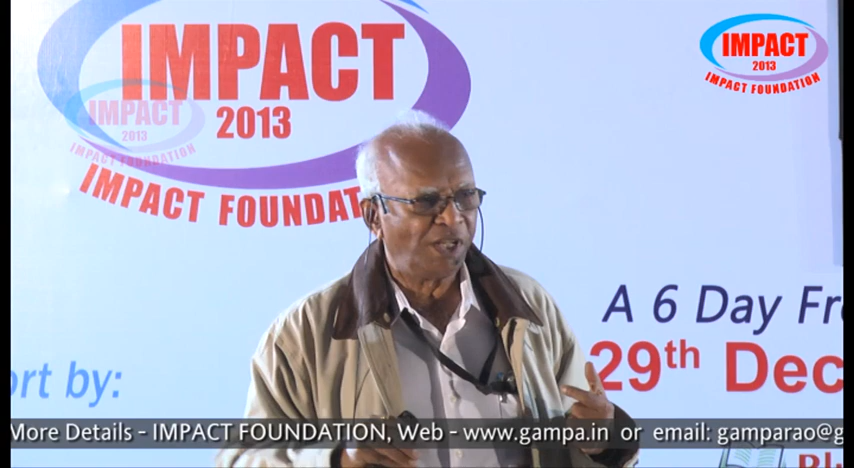 IMPACT
2013
IMPACT FOUNDAT
IMPACT
2013
IMPACT FOUNDATION
IMPACT
2013
IMPACT FOUNDATION
A 6 Day Fr
29th Dec
ort by:
More Details - IMPACT FOUNDATION, Web - www.gampa.in or email: gamparao@g